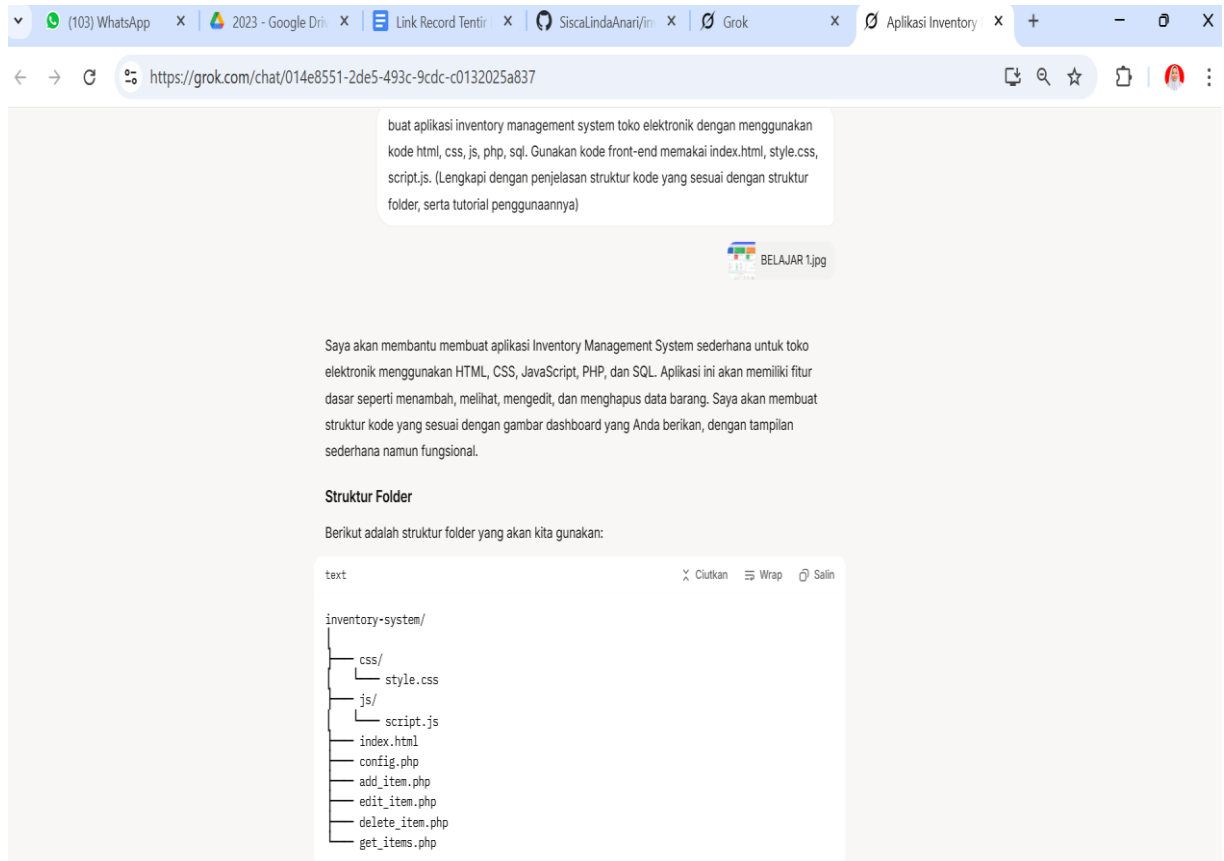 (103) WhatsApp
2023 - Google Dri
Link Record Tentir
SiscaLindaAnari/in
Grok
Aplikasi Inventory
https://grok.com/chat/014e8551-2de5-493c-9cdc-c0132025a837
buat aplikasi inventory management system toko elektronik dengan menggunakan
kode html, css, js, php, sql. Gunakan kode front-end memakai index.html, style.css,
script.js. (Lengkapi dengan penjelasan struktur kode yang sesuai dengan struktur
folder, serta tutorial penggunaannya)
BELAJAR 1.jpg
Saya akan membantu membuat aplikasi Inventory Management System sederhana untuk toko
elektronik menggunakan HTML, CSS, JavaScript, PHP, dan SQL. Aplikasi ini akan memiliki fitur
dasar seperti menambah, melihat, mengedit, dan menghapus data barang. Saya akan membuat
struktur kode yang sesuai dengan gambar dashboard yang Anda berikan, dengan tampilan
sederhana namun fungsional.
Struktur Folder
Berikut adalah struktur folder yang akan kita gunakan:
text
Ciutkan
Wrap
Salin
inventory-system/
│
├── css/
│   └── style.css
├── js/
│   └── script.js
├── index.html
├── config.php
├── add_item.php
├── edit_item.php
├── delete_item.php
└── get_items.php